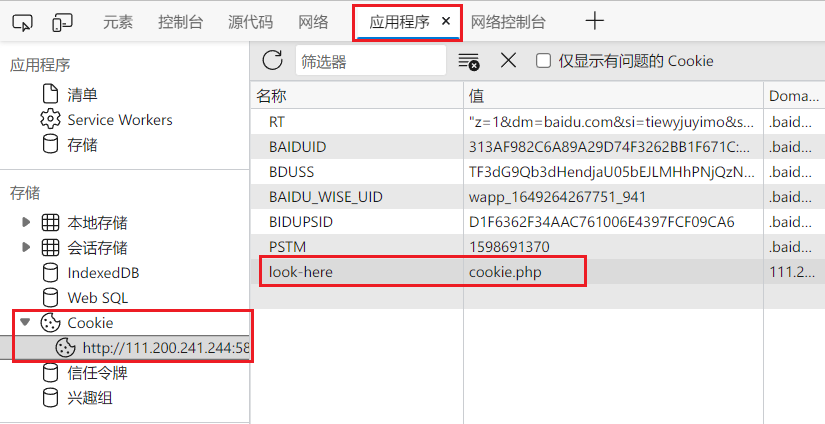 元素 控制台 源代码 网络 应用程序 × 网络控制台 +
应用程序
清单
Service Workers
存储
存储
本地存储
会话存储
IndexedDB
Web SQL
Cookie
http://111.200.241.244:58
信任令牌
兴趣组
筛选器 仅显示有问题的 Cookie
名称 值 Doma...
RT "z=1&dm=baidu.com&si=tiewyjuyimo&s... .baid...
BAIDUID 313AF982C6A89A29D74F3262BB1F671C:... .baid...
BDUSS TF3dG9Qb3dHendjaU05bEJLMHhPNjQzN... .baid...
BAIDU_WISE_UID wapp_1649264267751_941 .baid...
BIDUPSID D1F6362F34AAC761006E4397FCF09CA6 .baid...
PSTM 1598691370 .baid...
look-here cookie.php 111.2...